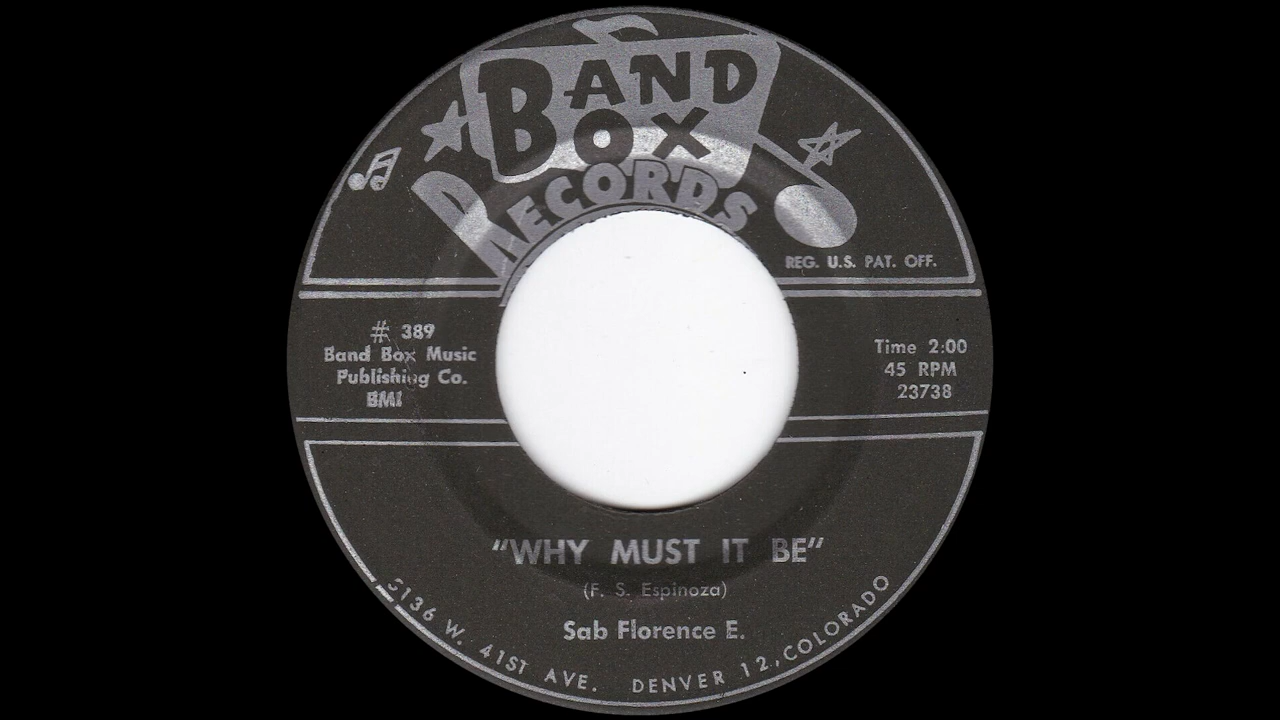 BAND
BOX
RECORDS
REG. U.S. PAT. OFF.
# 389
Band Box Music
Publishing Co.
BMI
Time 2:00
45 RPM
23738
"WHY MUST IT BE"
(F. S. Espinoza)
Sab Florence E.
136 W. 41ST AVE. DENVER 12, COLORADO